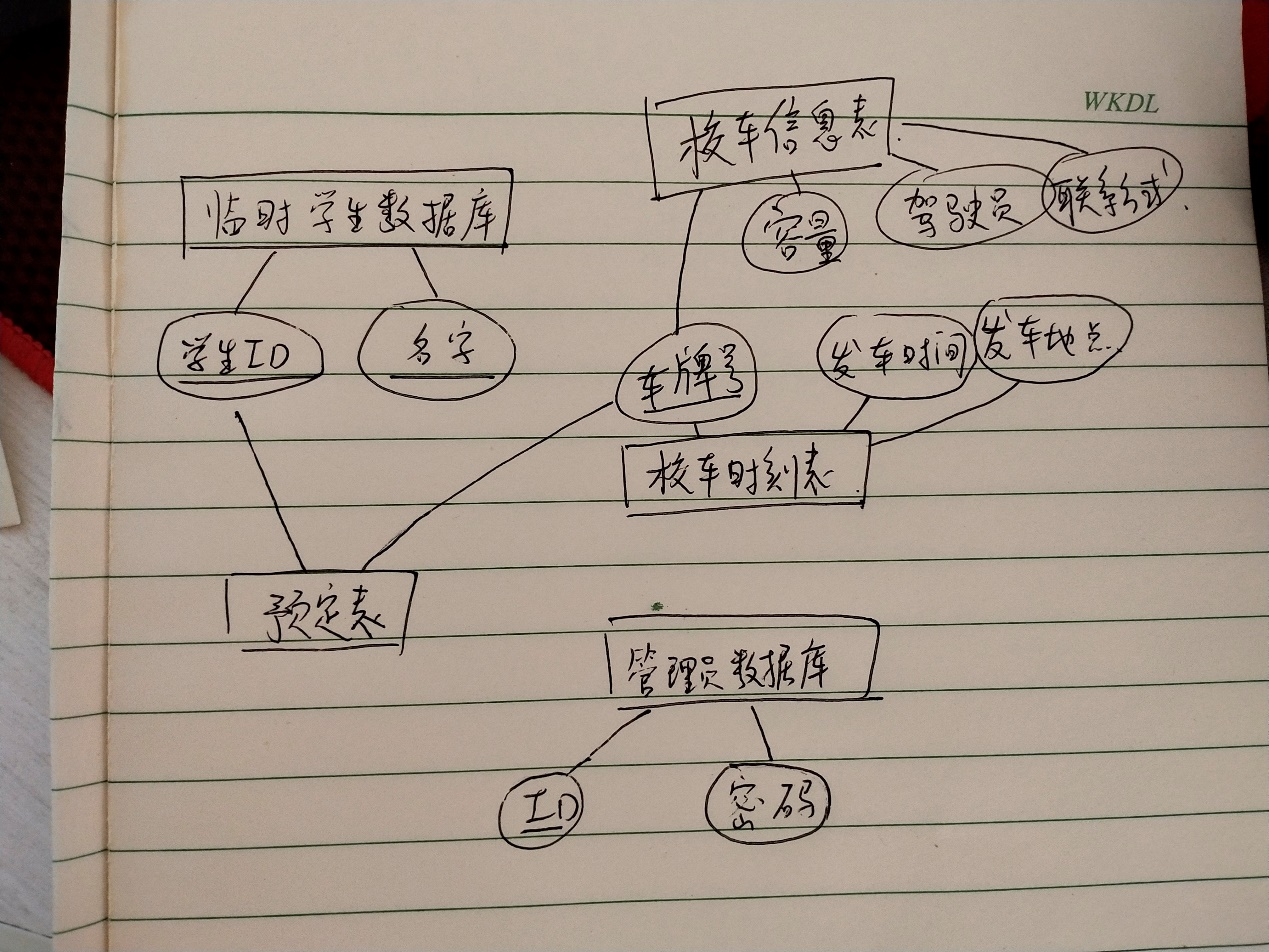 WKDL
校车信息表
临时学生数据库
容量
驾驶员
联系方式
学生ID
名字
车牌号
发车时间
发车地点
校车时刻表
预定表
管理员数据库
ID
密码